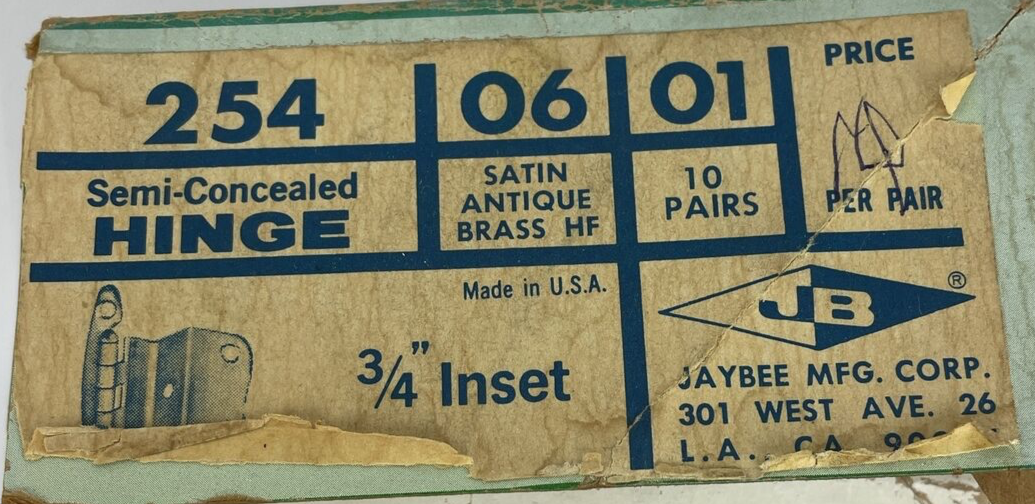 254
06
01
PRICE
Semi-Concealed
HINGE
SATIN
ANTIQUE
BRASS HF
10
PAIRS
PER PAIR
Made in U.S.A.
3/4" Inset
JB ®
JAYBEE MFG. CORP.
301 WEST AVE. 26
L.A. CA